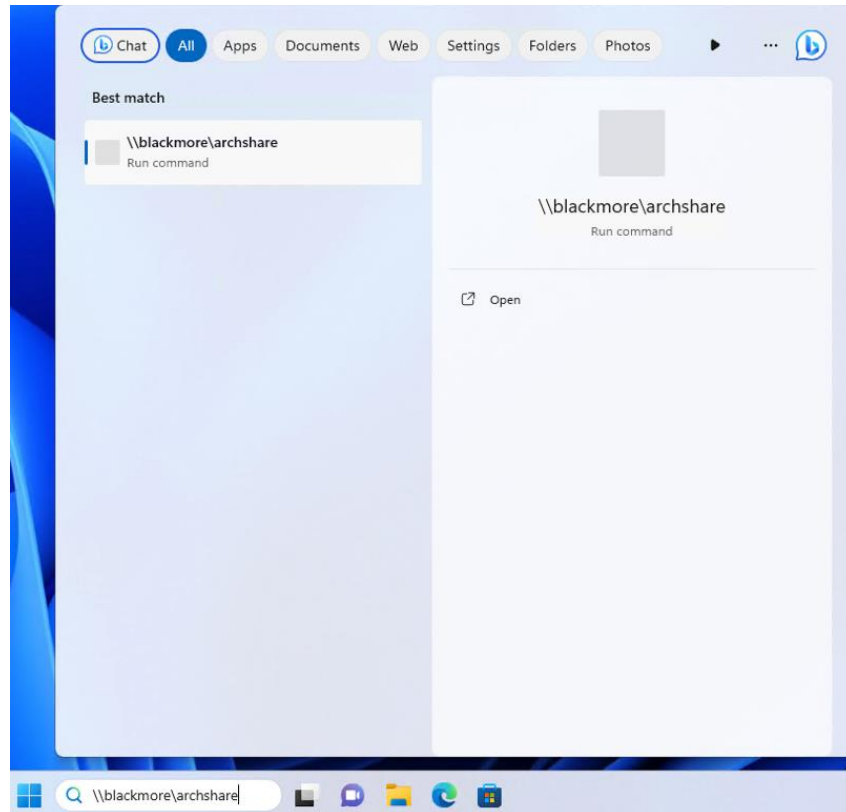 Chat All Apps Documents Web Settings Folders Photos
Best match
\\blackmore\archshare
Run command
\\blackmore\archshare
Run command
Open
\\blackmore\archshare